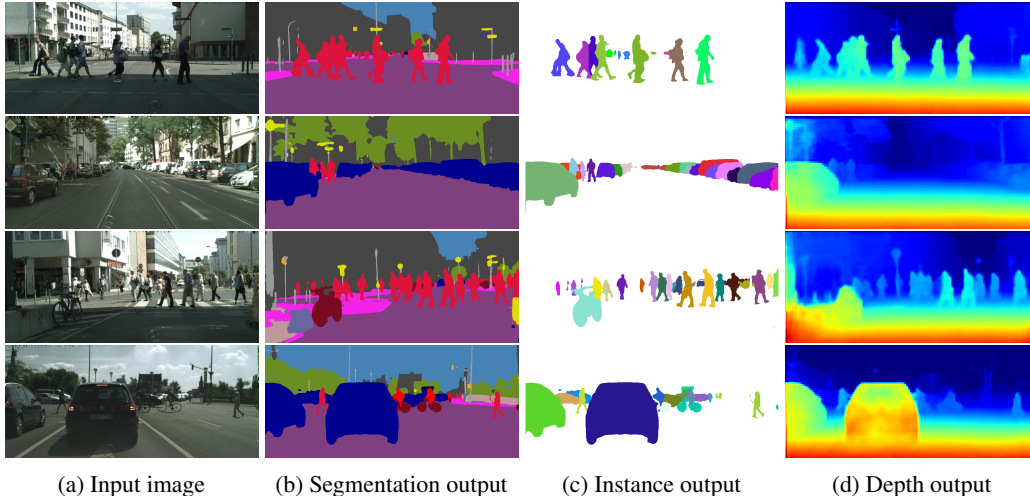 (a) Input image
(b) Segmentation output
(c) Instance output
(d) Depth output